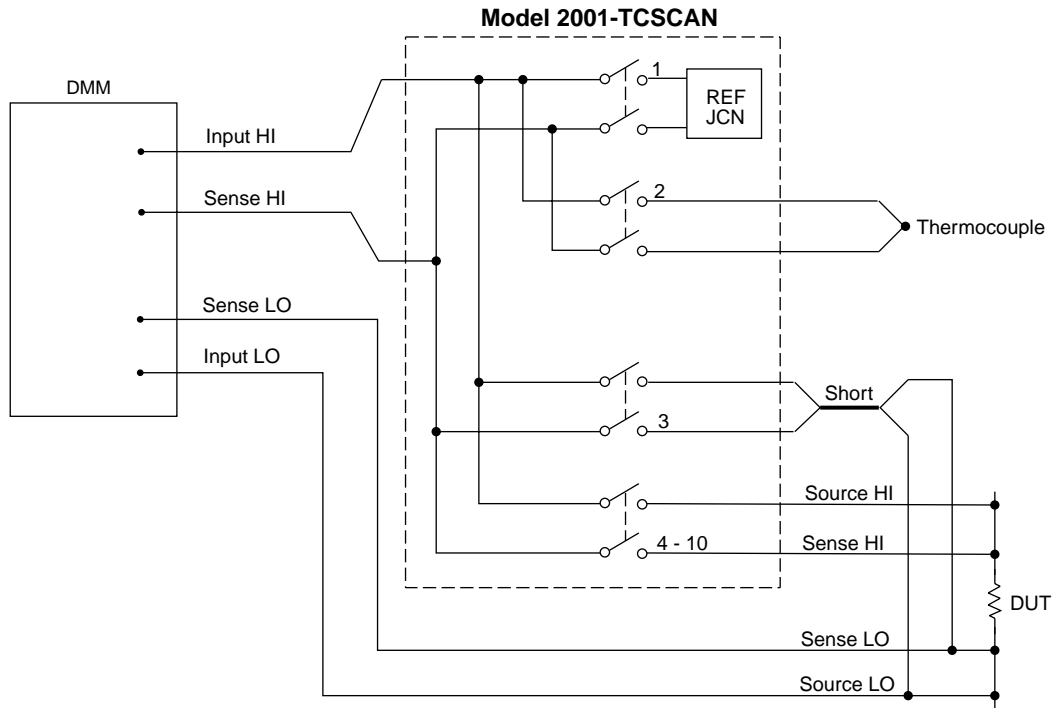 Model 2001-TCSCAN
DMM
Input HI
Sense HI
Sense LO
Input LO
1
REF
JCN
2
Thermocouple
Short
3
Source HI
4 - 10
Sense HI
DUT
Sense LO
Source LO